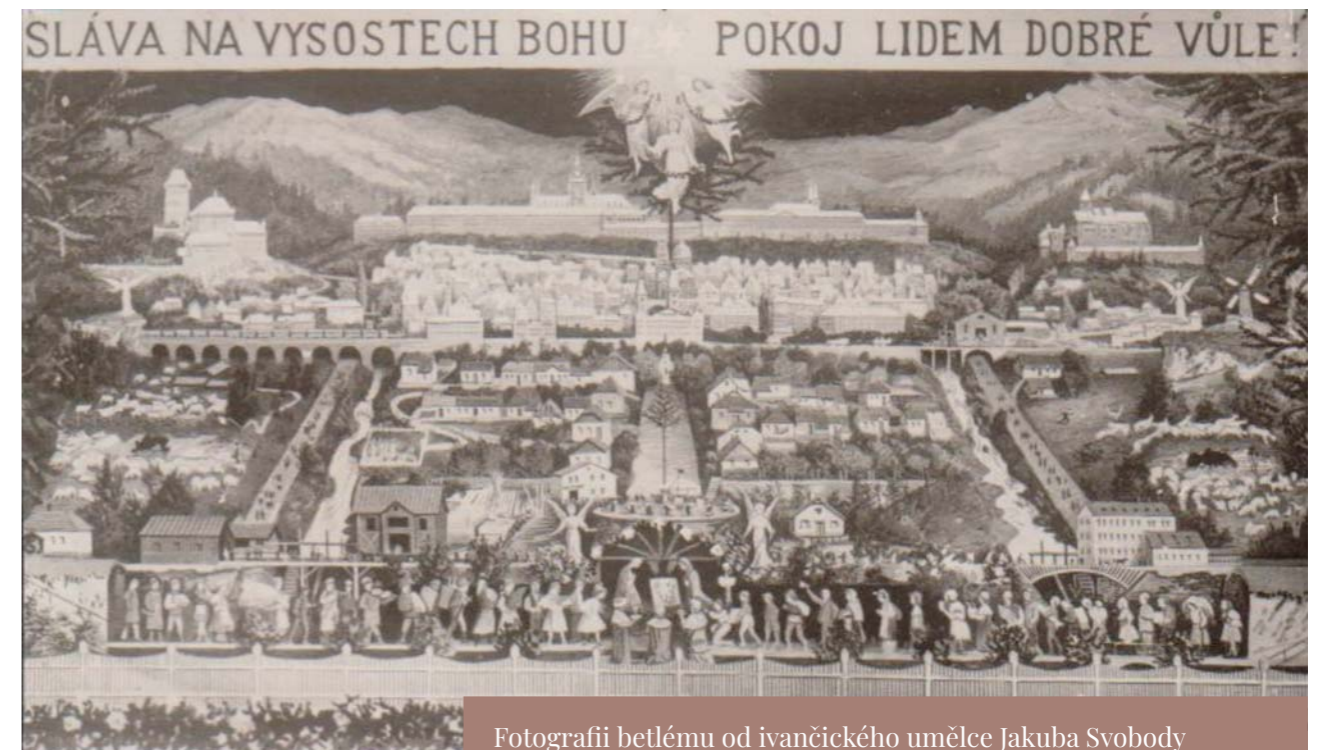 SLÁVA NA VYSOSTECH BOHU POKOJ LIDEM DOBRÉ VŮLE!
Fotografii betlému od ivančického umělce Jakuba Svobody